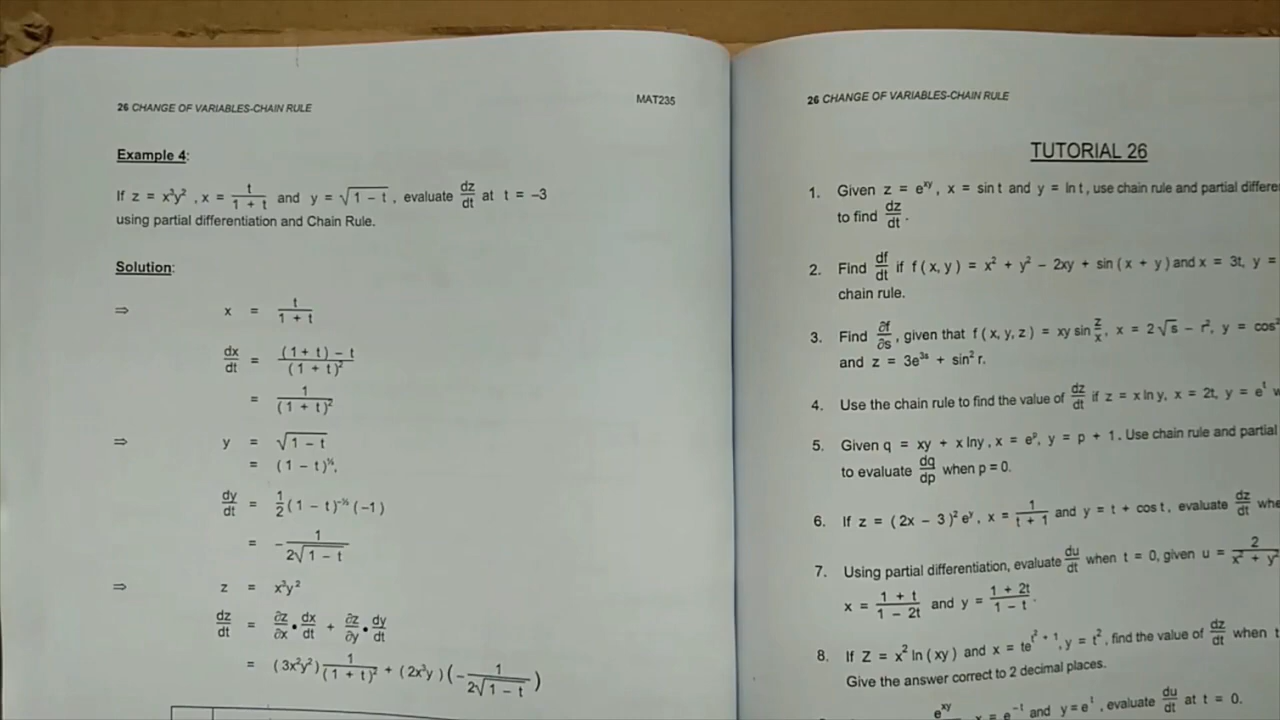 26 CHANGE OF VARIABLES-CHAIN RULE
MAT235
Example 4:
If z = x³y², x = t/(1 + t) and y = √(1 − t), evaluate dz/dt at t = −3
using partial differentiation and Chain Rule.
Solution:
⇒ x = t/(1 + t)
dx/dt = ((1 + t) − t)/(1 + t)²
= 1/(1 + t)²
⇒ y = √(1 − t)
= (1 − t)^½,
dy/dt = 1/2 (1 − t)^−½ (−1)
= − 1/(2√(1 − t))
⇒ z = x³y²
dz/dt = ∂z/∂x • dx/dt + ∂z/∂y • dy/dt
= (3x²y²) 1/(1 + t)² + (2x³y)(− 1/(2√(1 − t)))
26 CHANGE OF VARIABLES-CHAIN RULE
TUTORIAL 26
1. Given z = e^xy, x = sin t and y = ln t, use chain rule and partial
to find dz/dt.
2. Find df/dt if f(x, y) = x² + y² − 2xy + sin(x + y) and x = 3t, y =
chain rule.
3. Find ∂f/∂s, given that f(x, y, z) = xy sin z/x, x = 2√s − r², y = cos
and z = 3e^3s + sin² r.
4. Use the chain rule to find the value of dz/dt if z = x ln y, x = 2t, y = e^t
5. Given q = xy + x lny, x = e^p, y = p + 1. Use chain rule and partial
to evaluate dq/dp when p = 0.
6. If z = (2x − 3)² e^y, x = 1/(t + 1) and y = t + cos t, evaluate dz/dt
7. Using partial differentiation, evaluate du/dt when t = 0, given u = 2/(x² + y²
x = (1 + t)/(1 − 2t) and y = (1 + 2t)/(1 − t).
8. If Z = x² ln(xy) and x = te^(t² + 1), y = t², find the value of dz/dt when t
Give the answer correct to 2 decimal places.
e^xy x = e^−t and y = e^t, evaluate du/dt at t = 0.